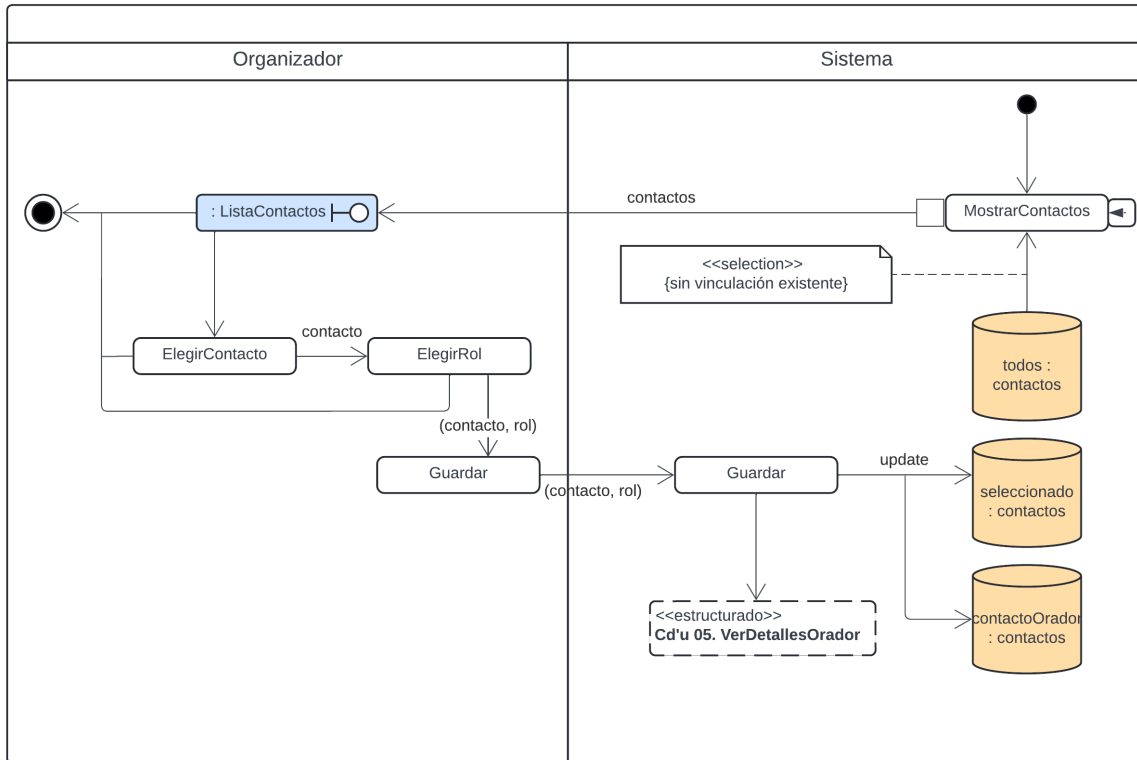 Organizador
Sistema
contactos
: ListaContactos
MostrarContactos
<<selection>>
{sin vinculación existente}
contacto
ElegirContacto
ElegirRol
todos :
contactos
(contacto, rol)
Guardar
(contacto, rol)
Guardar
update
seleccionado
: contactos
<<estructurado>>
Cd'u 05. VerDetallesOrador
contactoOrador
: contactos